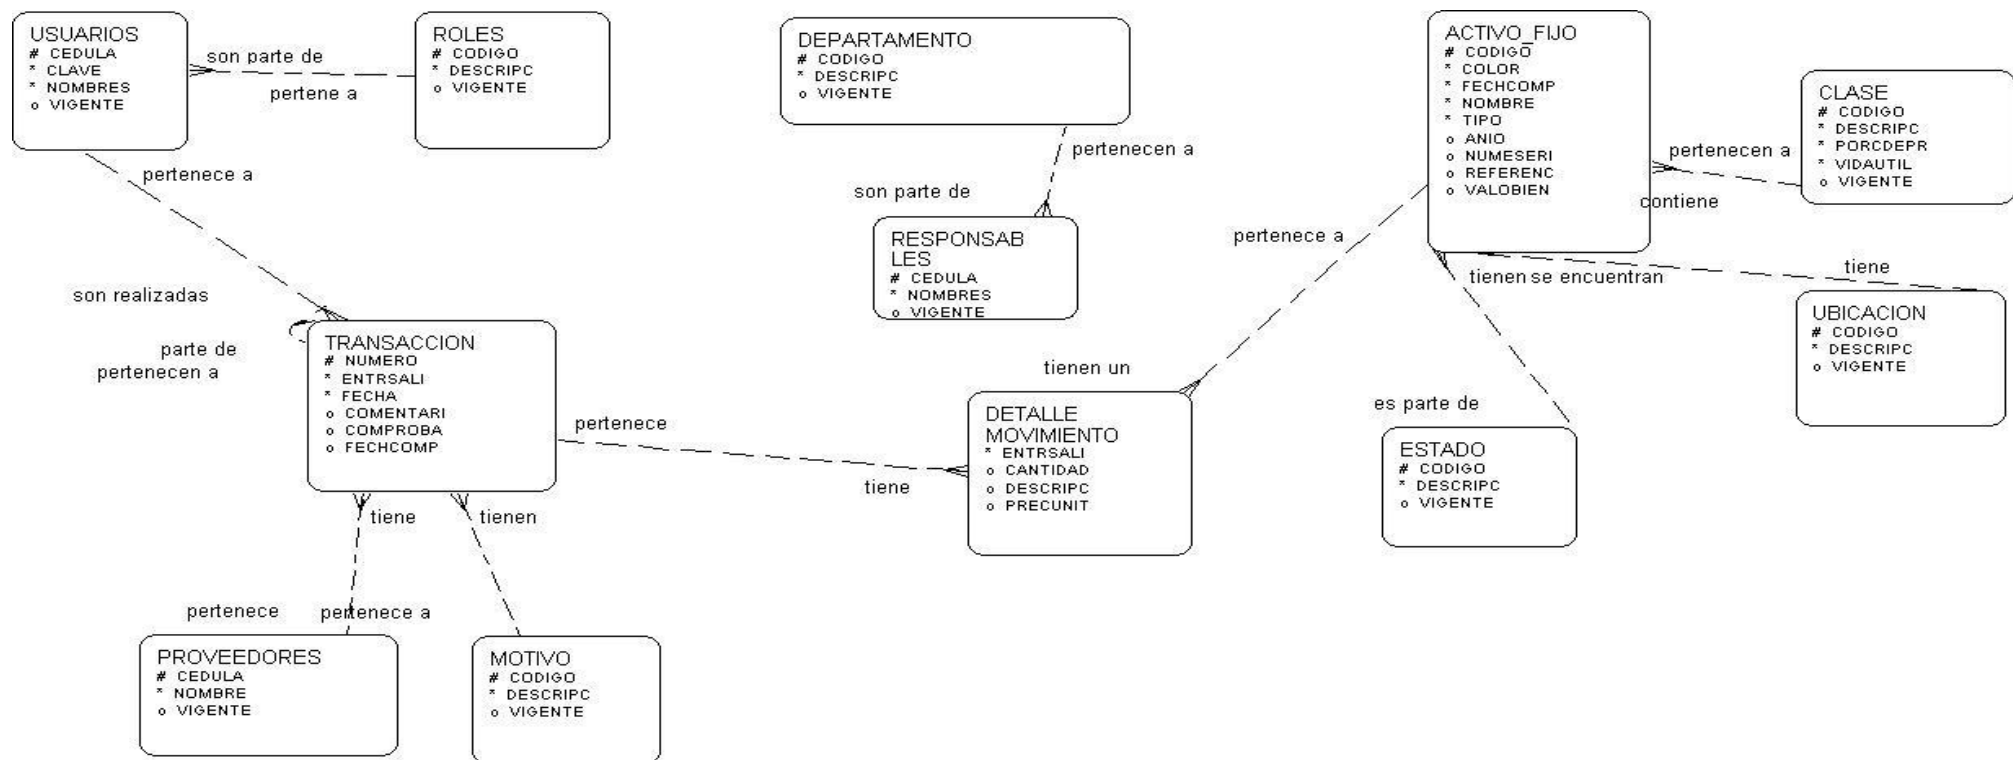 USUARIOS
# CEDULA
* CLAVE
* NOMBRES
o VIGENTE
son parte de
pertene a
ROLES
# CODIGO
* DESCRIPC
o VIGENTE
DEPARTAMENTO
# CODIGO
* DESCRIPC
o VIGENTE
pertenecen a
son parte de
RESPONSAB
LES
# CEDULA
* NOMBRES
o VIGENTE
ACTIVO_FIJO
# CODIGO
* COLOR
* FECHCOMP
* NOMBRE
* TIPO
o ANIO
o NUMESERI
o REFERENC
o VALOBIEN
pertenecen a
contiene
CLASE
# CODIGO
* DESCRIPC
* PORCDEPR
* VIDAUTIL
o VIGENTE
pertenece a
son realizadas
parte de
pertenecen a
TRANSACCION
# NUMERO
* ENTRSALI
* FECHA
o COMENTARI
o COMPROBA
o FECHCOMP
pertenece
tiene
pertenece a
tienen un
DETALLE
MOVIMIENTO
* ENTRSALI
o CANTIDAD
o DESCRIPC
o PRECUNIT
tienen se encuentran
tiene
UBICACION
# CODIGO
* DESCRIPC
o VIGENTE
es parte de
ESTADO
# CODIGO
* DESCRIPC
o VIGENTE
tiene
tienen
pertenece
pertenece a
PROVEEDORES
# CEDULA
* NOMBRE
o VIGENTE
MOTIVO
# CODIGO
* DESCRIPC
o VIGENTE